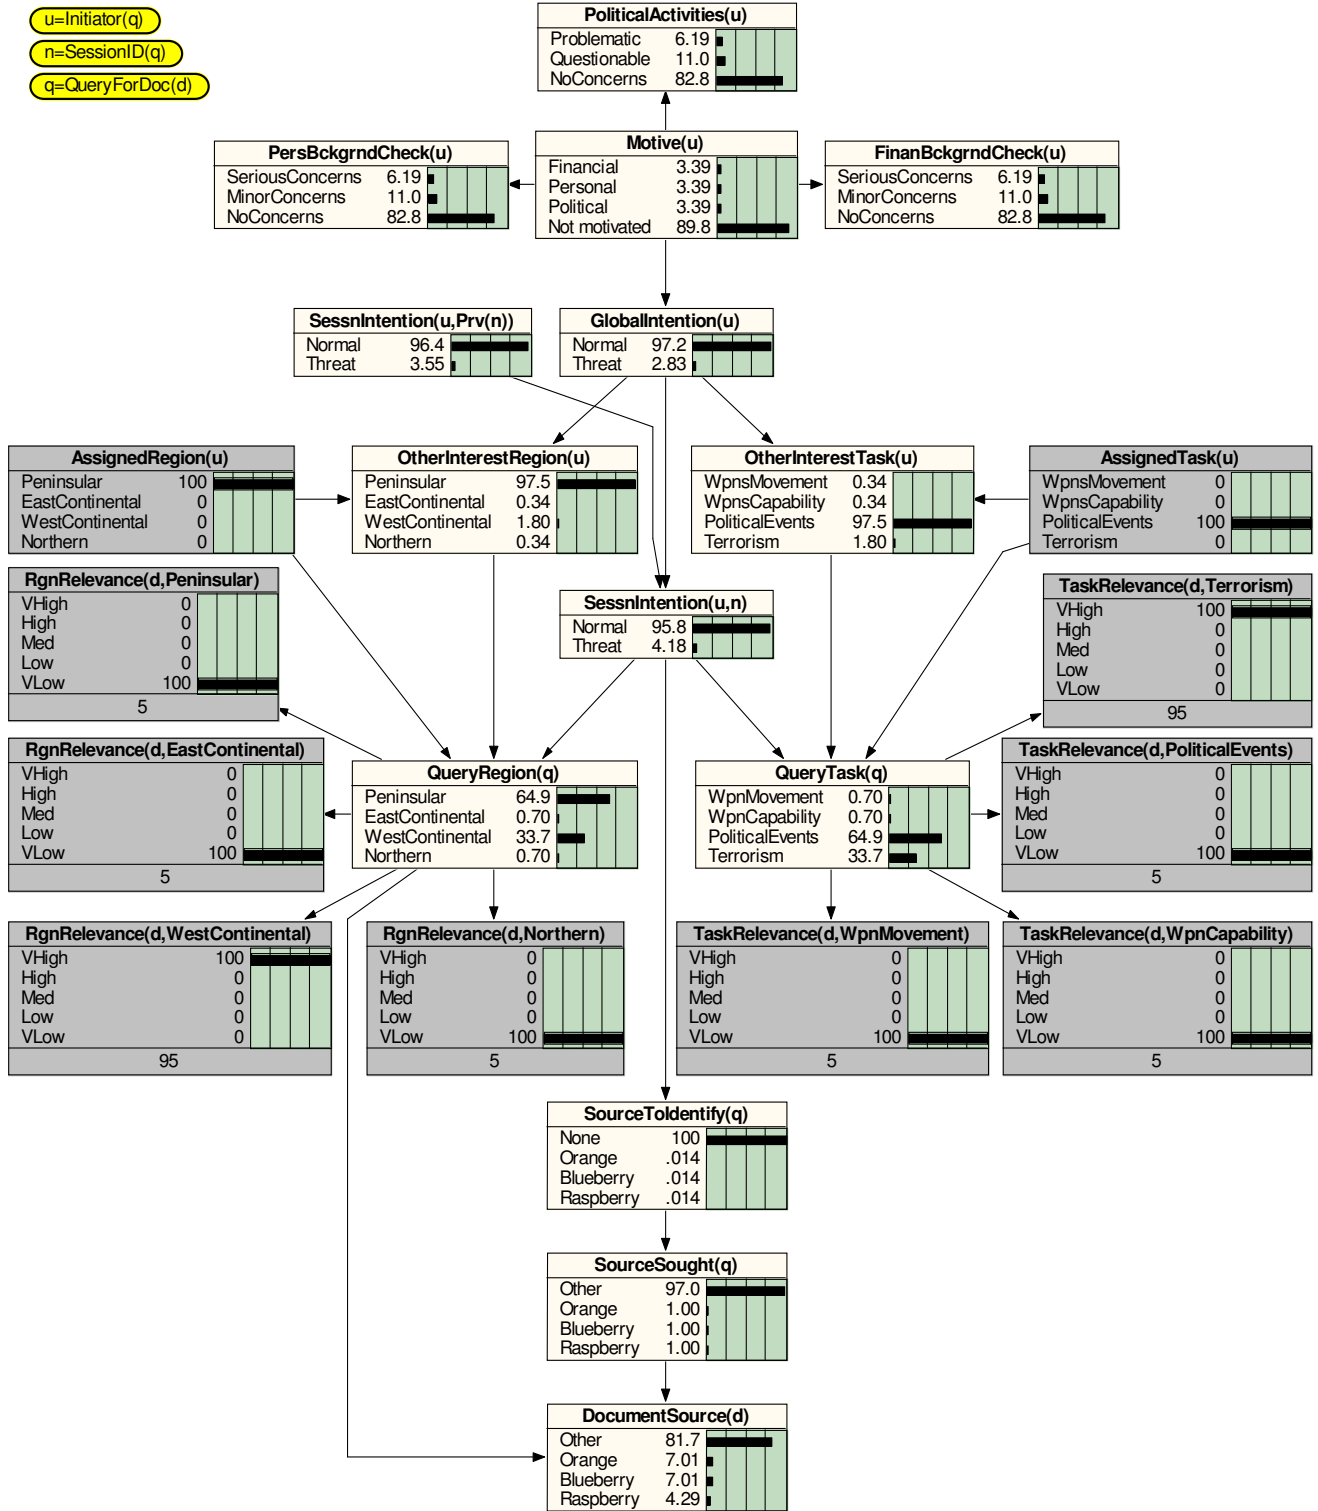 u=Initiator(q)
n=SessionID(q)
q=QueryForDoc(d)
PoliticalActivities(u)
Problematic 6.19
Questionable 11.0
NoConcerns 82.8
PersBckgrndCheck(u)
SeriousConcerns 6.19
MinorConcerns 11.0
NoConcerns 82.8
Motive(u)
Financial 3.39
Personal 3.39
Political 3.39
Not motivated 89.8
FinanBckgrndCheck(u)
SeriousConcerns 6.19
MinorConcerns 11.0
NoConcerns 82.8
SessnIntention(u,Prv(n))
Normal 96.4
Threat 3.55
GlobalIntention(u)
Normal 97.2
Threat 2.83
AssignedRegion(u)
Peninsular 100
EastContinental 0
WestContinental 0
Northern 0
OtherInterestRegion(u)
Peninsular 97.5
EastContinental 0.34
WestContinental 1.80
Northern 0.34
OtherInterestTask(u)
WpnsMovement 0.34
WpnsCapability 0.34
PoliticalEvents 97.5
Terrorism 1.80
AssignedTask(u)
WpnsMovement 0
WpnsCapability 0
PoliticalEvents 100
Terrorism 0
RgnRelevance(d,Peninsular)
VHigh 0
High 0
Med 0
Low 0
VLow 100
5
SessnIntention(u,n)
Normal 95.8
Threat 4.18
TaskRelevance(d,Terrorism)
VHigh 100
High 0
Med 0
Low 0
VLow 0
95
RgnRelevance(d,EastContinental)
VHigh 0
High 0
Med 0
Low 0
VLow 100
5
QueryRegion(q)
Peninsular 64.9
EastContinental 0.70
WestContinental 33.7
Northern 0.70
QueryTask(q)
WpnMovement 0.70
WpnCapability 0.70
PoliticalEvents 64.9
Terrorism 33.7
TaskRelevance(d,PoliticalEvents)
VHigh 0
High 0
Med 0
Low 0
VLow 100
5
RgnRelevance(d,WestContinental)
VHigh 100
High 0
Med 0
Low 0
VLow 0
95
RgnRelevance(d,Northern)
VHigh 0
High 0
Med 0
Low 0
VLow 100
5
TaskRelevance(d,WpnMovement)
VHigh 0
High 0
Med 0
Low 0
VLow 100
5
TaskRelevance(d,WpnCapability)
VHigh 0
High 0
Med 0
Low 0
VLow 100
5
SourceToIdentify(q)
None 100
Orange .014
Blueberry .014
Raspberry .014
SourceSought(q)
Other 97.0
Orange 1.00
Blueberry 1.00
Raspberry 1.00
DocumentSource(d)
Other 81.7
Orange 7.01
Blueberry 7.01
Raspberry 4.29